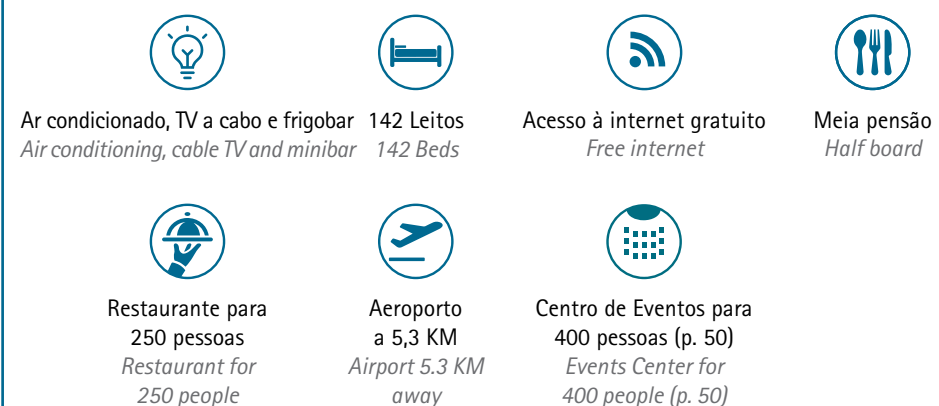 Ar condicionado, TV a cabo e frigobar
Air conditioning, cable TV and minibar
142 Leitos
142 Beds
Acesso à internet gratuito
Free internet
Meia pensão
Half board
Restaurante para
250 pessoas
Restaurant for
250 people
Aeroporto
a 5,3 KM
Airport 5.3 KM
away
Centro de Eventos para
400 pessoas (p. 50)
Events Center for
400 people (p. 50)